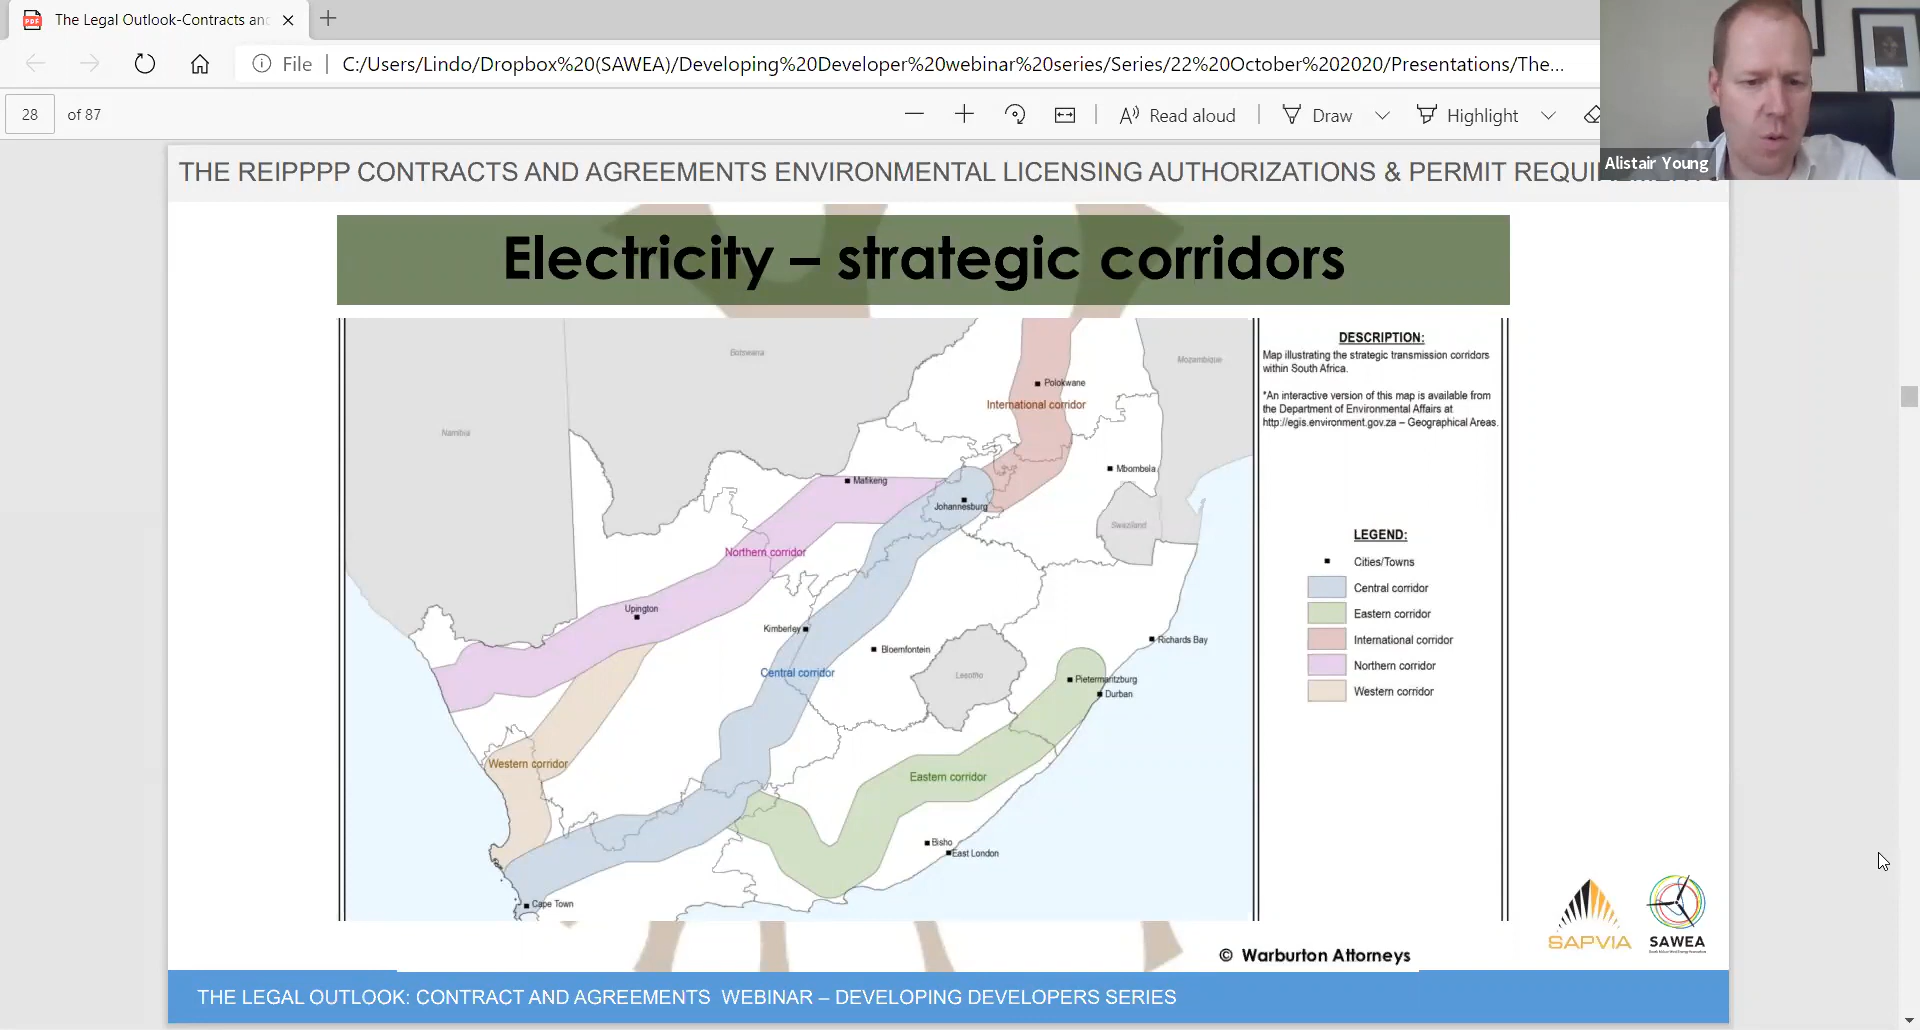 The Legal Outlook-Contracts and
File
C:/Users/Lindo/Dropbox%20(SAWEA)/Developing%20Developer%20webinar%20series/Series/22%20October%202020/Presentations/The...
28 of 87
Read aloud
Draw
Highlight
Alistair Young
THE REIPPPP CONTRACTS AND AGREEMENTS ENVIRONMENTAL LICENSING AUTHORIZATIONS & PERMIT
Electricity – strategic corridors
Botswana
Mozambique
Namibia
Polokwane
International corridor
Mbombela
Mafikeng
Johannesburg
Swaziland
Northern corridor
Upington
Kimberley
Bloemfontein
Richards Bay
Central corridor
Lesotho
Pietermaritzburg
Durban
Western corridor
Eastern corridor
Bisho
East London
Cape Town
DESCRIPTION:
Map illustrating the strategic transmission corridors
within South Africa.
*An interactive version of this map is available from
the Department of Environmental Affairs at
http://egis.environment.gov.za – Geographical Areas.
LEGEND:
Cities/Towns
Central corridor
Eastern corridor
International corridor
Northern corridor
Western corridor
SAPVIA
SAWEA
© Warburton Attorneys
THE LEGAL OUTLOOK: CONTRACT AND AGREEMENTS WEBINAR – DEVELOPING DEVELOPERS SERIES